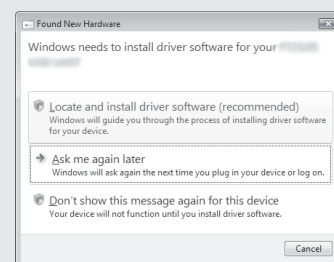 Found New Hardware
Windows needs to install driver software for your
Locate and install driver software (recommended)
Windows will guide you through the process of installing driver software
for your device.
Ask me again later
Windows will ask again the next time you plug in your device or log on.
Don't show this message again for this device
Your device will not function until you install driver software.
Cancel